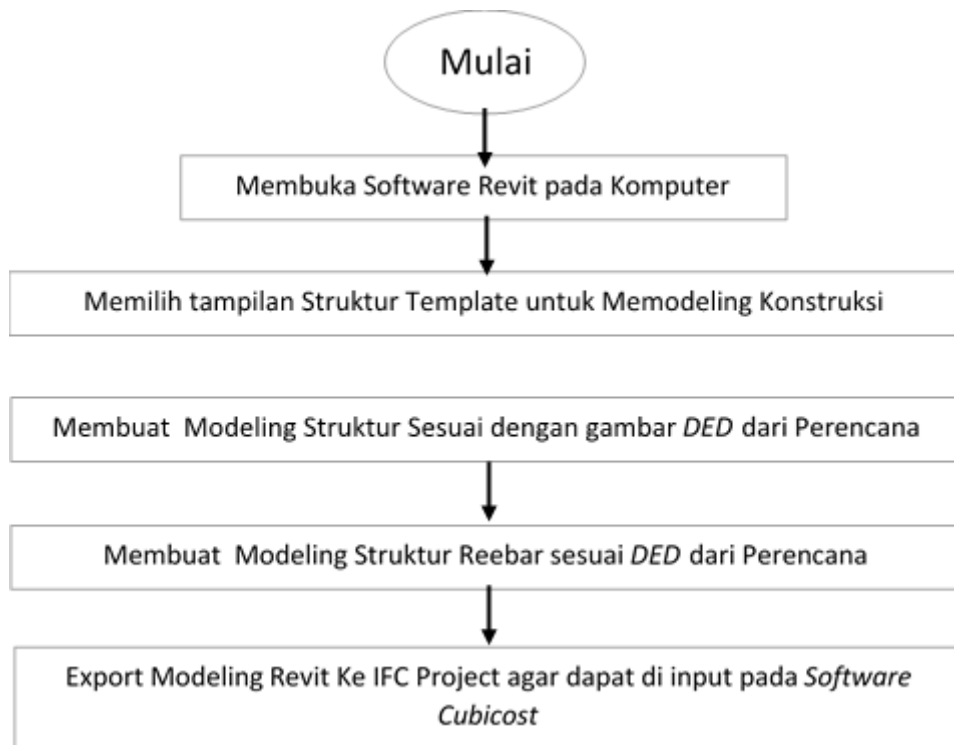 Mulai
Membuka Software Revit pada Komputer
Memilih tampilan Struktur Template untuk Memodeling Konstruksi
Membuat  Modeling Struktur Sesuai dengan gambar DED dari Perencana
Membuat  Modeling Struktur Reebar sesuai DED dari Perencana
Export Modeling Revit Ke IFC Project agar dapat di input pada Software
Cubicost